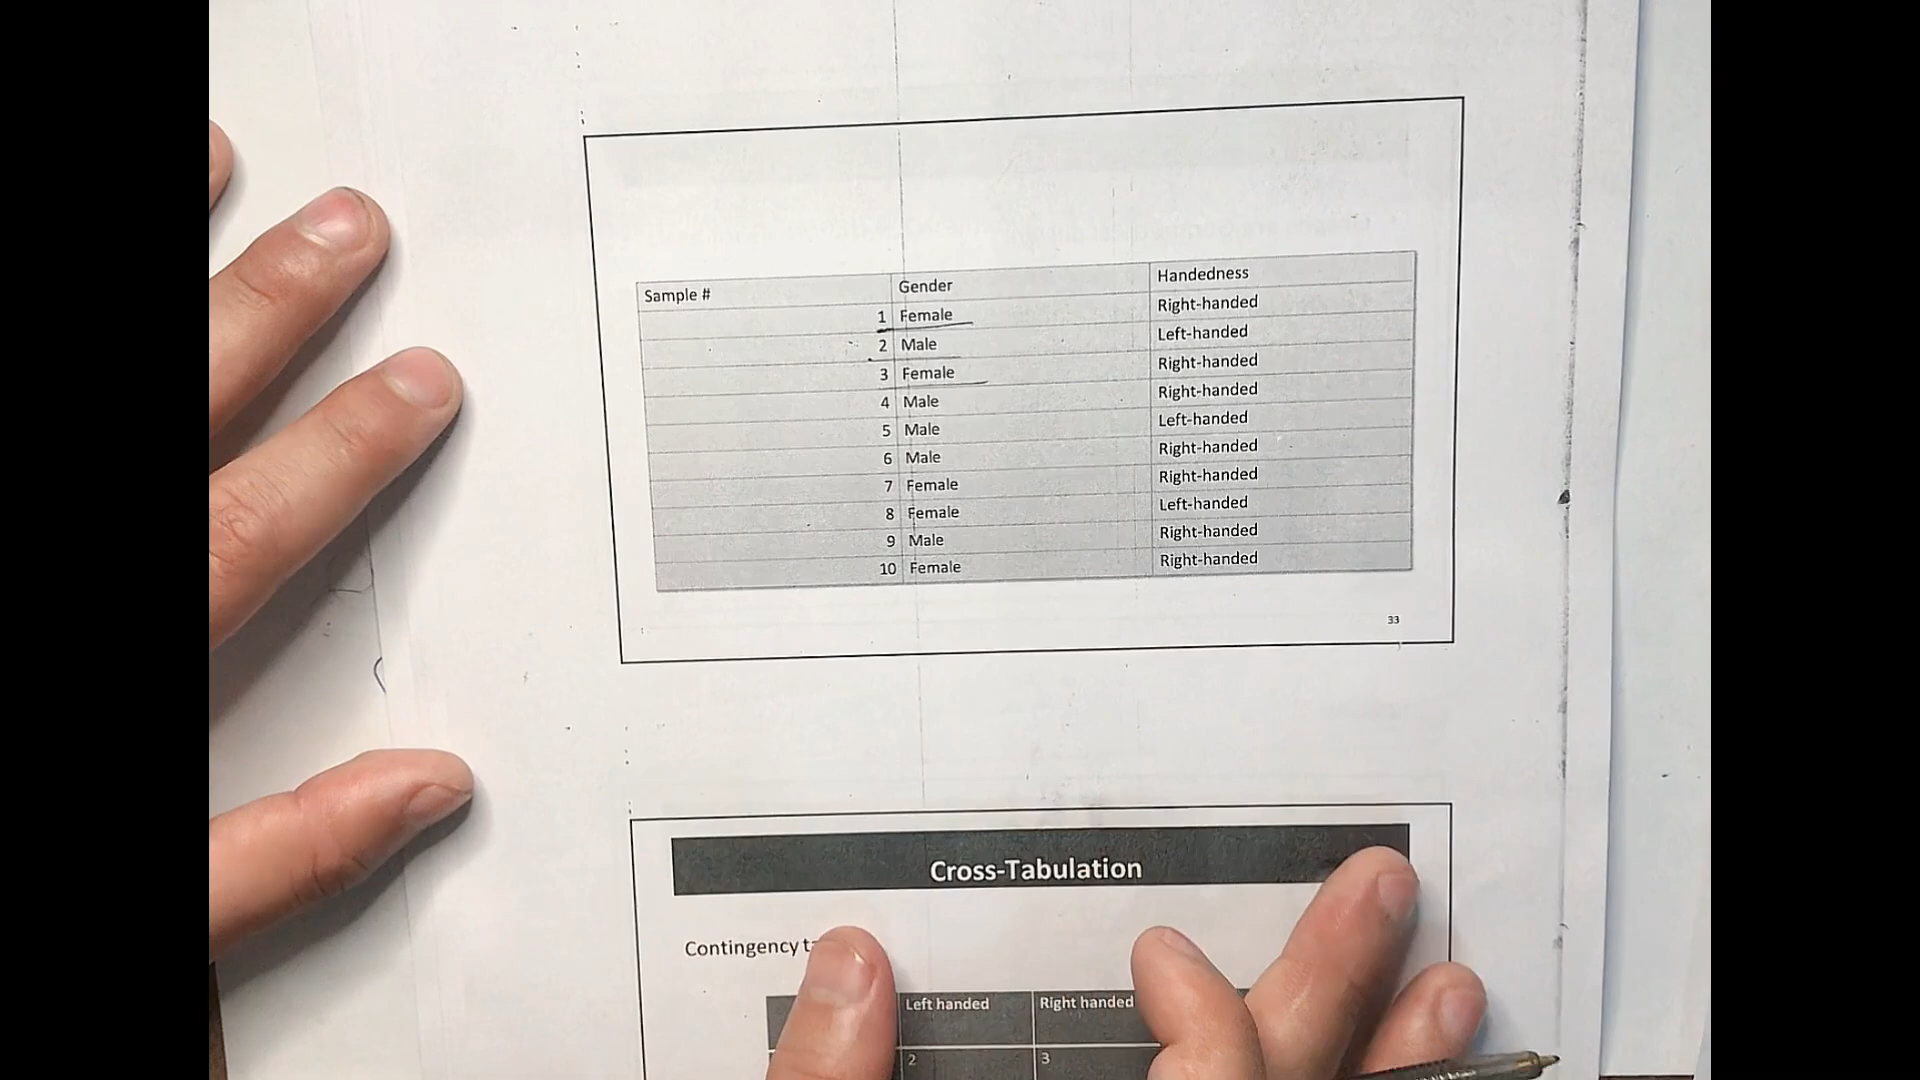 Sample # Gender Handedness
1 Female Right-handed
2 Male Left-handed
3 Female Right-handed
4 Male Right-handed
5 Male Left-handed
6 Male Right-handed
7 Female Right-handed
8 Female Left-handed
9 Male Right-handed
10 Female Right-handed
33
Cross-Tabulation
Contingency
Left handed Right handed
2 3